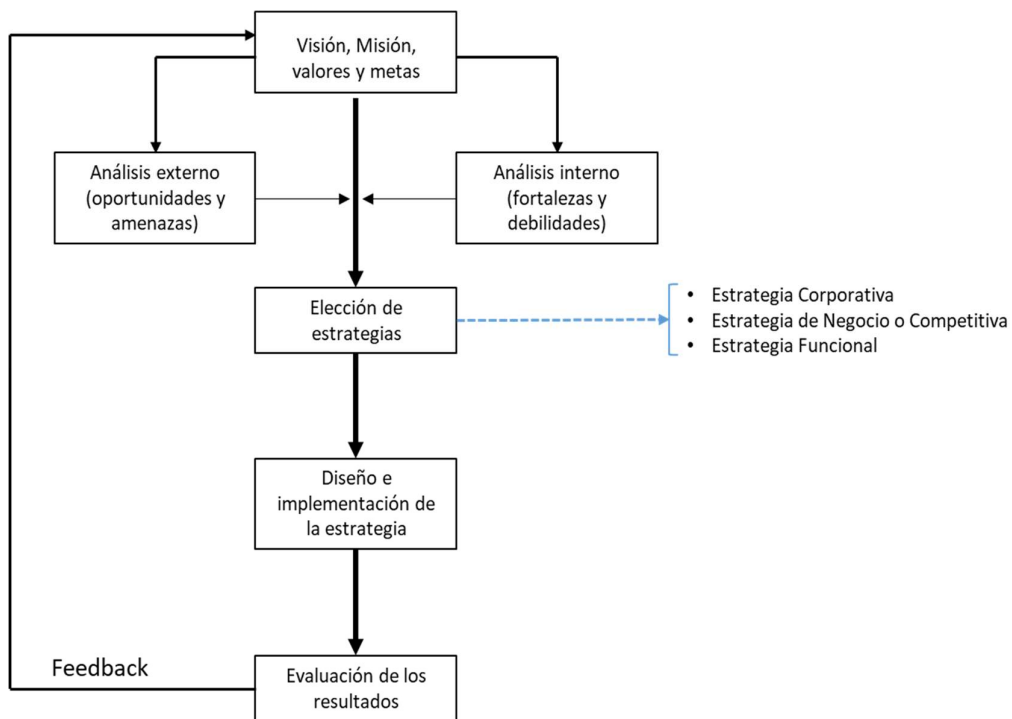 Visión, Misión,
valores y metas
Análisis externo
(oportunidades y
amenazas)
Análisis interno
(fortalezas y
debilidades)
Elección de
estrategias
• Estrategia Corporativa
• Estrategia de Negocio o Competitiva
• Estrategia Funcional
Diseño e
implementación de
la estrategia
Feedback
Evaluación de los
resultados